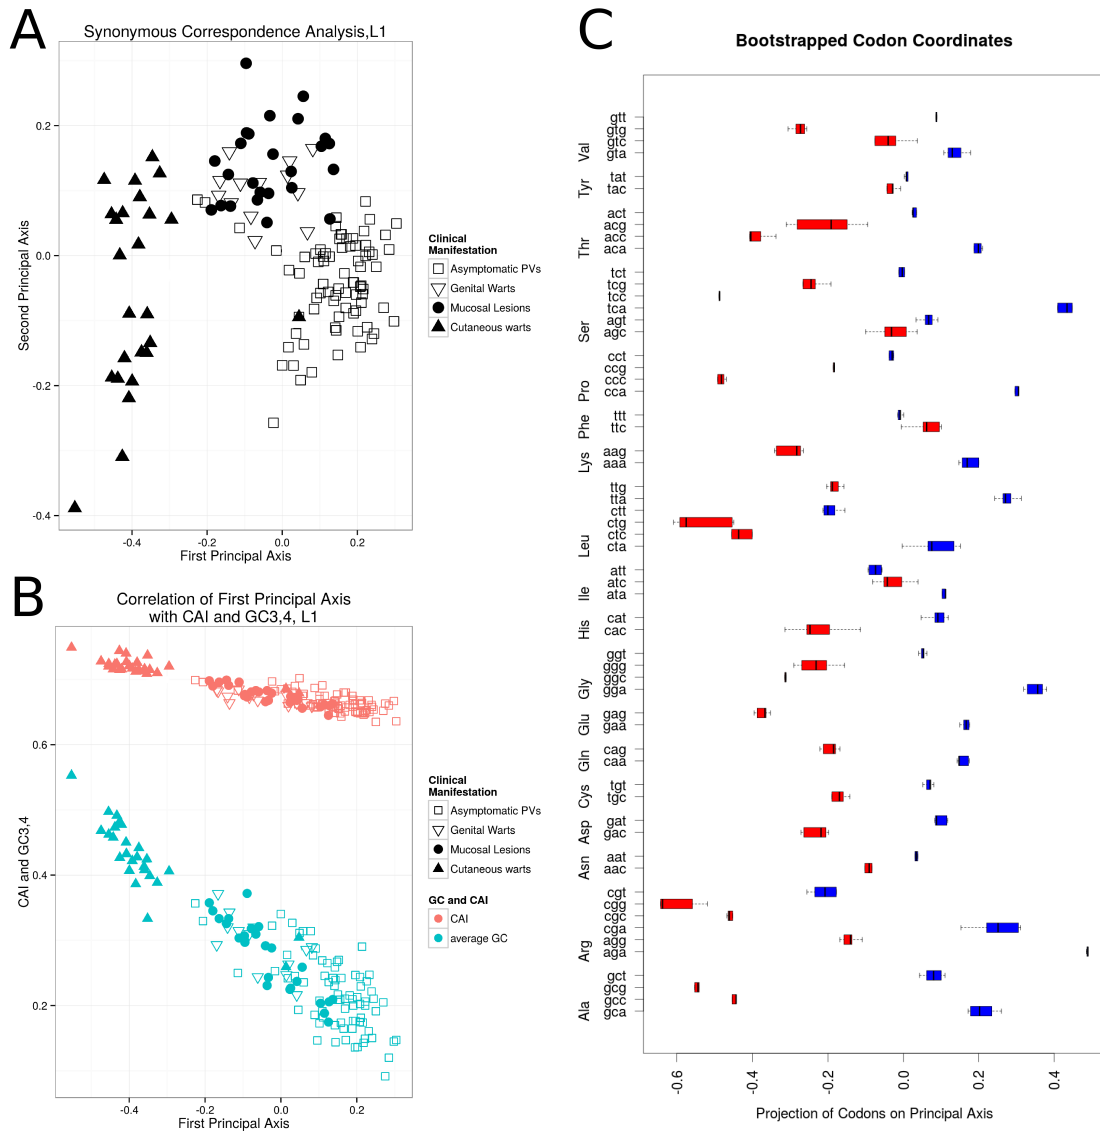 A
Synonymous Correspondence Analysis,L1
Second Principal Axis
0.2
0.0
-0.2
-0.4
-0.4
-0.2
0.0
0.2
First Principal Axis
Clinical
Manifestation
Asymptomatic PVs
Genital Warts
Mucosal Lesions
Cutaneous warts
B
Correlation of First Principal Axis
with CAI and GC3,4, L1
CAI and GC3,4
0.6
0.4
0.2
-0.4
-0.2
0.0
0.2
First Principal Axis
Clinical
Manifestation
Asymptomatic PVs
Genital Warts
Mucosal Lesions
Cutaneous warts
GC and CAI
CAI
average GC
C
Bootstrapped Codon Coordinates
Val
gtt
gtg
gtc
gta
Tyr
tat
tac
Thr
act
acg
acc
aca
Ser
tct
tcg
tcc
tca
agt
agc
Pro
cct
ccg
ccc
cca
Phe
ttt
ttc
Lys
aag
aaa
Leu
ttg
tta
ctt
ctg
ctc
cta
Ile
att
atc
ata
His
cat
cac
Gly
ggt
ggg
ggc
gga
Glu
gag
gaa
Gln
cag
caa
Cys
tgt
tgc
Asp
gat
gac
Asn
aat
aac
Arg
cgt
cgg
cgc
cga
agg
aga
Ala
gct
gcg
gcc
gca
-0.6
-0.4
-0.2
0.0
0.2
0.4
Projection of Codons on Principal Axis